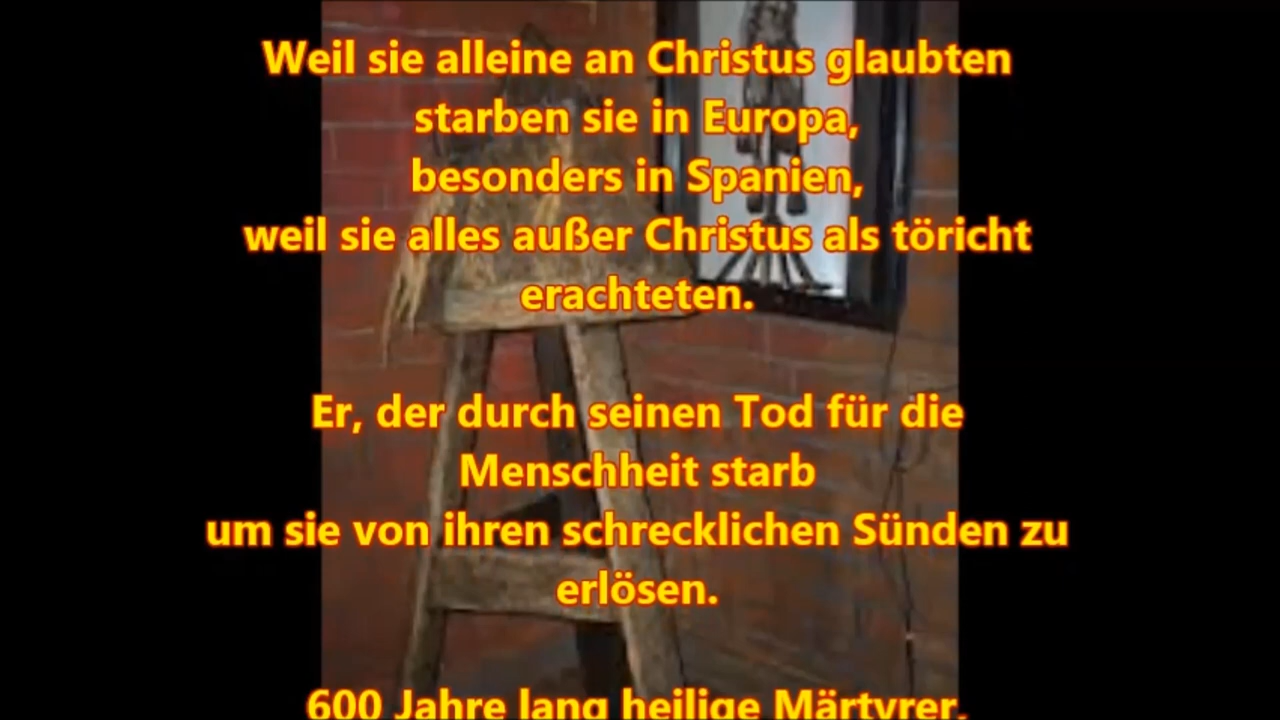 Weil sie alleine an Christus glaubten
starben sie in Europa,
besonders in Spanien,
weil sie alles außer Christus als töricht
erachteten.
Er, der durch seinen Tod für die
Menschheit starb
um sie von ihren schrecklichen Sünden zu
erlösen.
600 Jahre lang heilige Märtyrer,